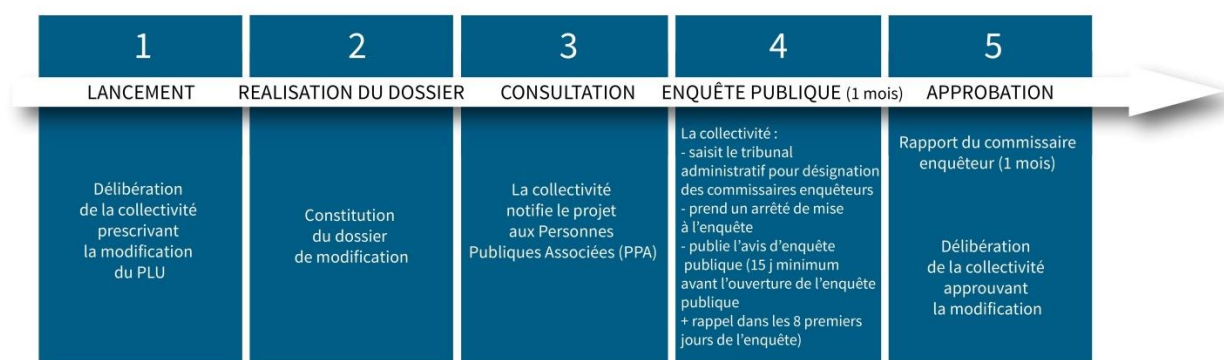 1
LANCEMENT
Délibération
de la collectivité
prescrivant
la modification
du PLU
2
REALISATION DU DOSSIER
Constitution
du dossier
de modification
3
CONSULTATION
La collectivité
notifie le projet
aux Personnes
Publiques Associées (PPA)
4
ENQUÊTE PUBLIQUE (1 mois)
La collectivité :
- saisit le tribunal
administratif pour désignation
des commissaires enquêteurs
- prend un arrêté de mise
à l’enquête
- publie l’avis d’enquête
publique (15 j minimum
avant l’ouverture de l’enquête
publique
+ rappel dans les 8 premiers
jours de l’enquête)
5
APPROBATION
Rapport du commissaire
enquêteur (1 mois)
Délibération
de la collectivité
approuvant
la modification